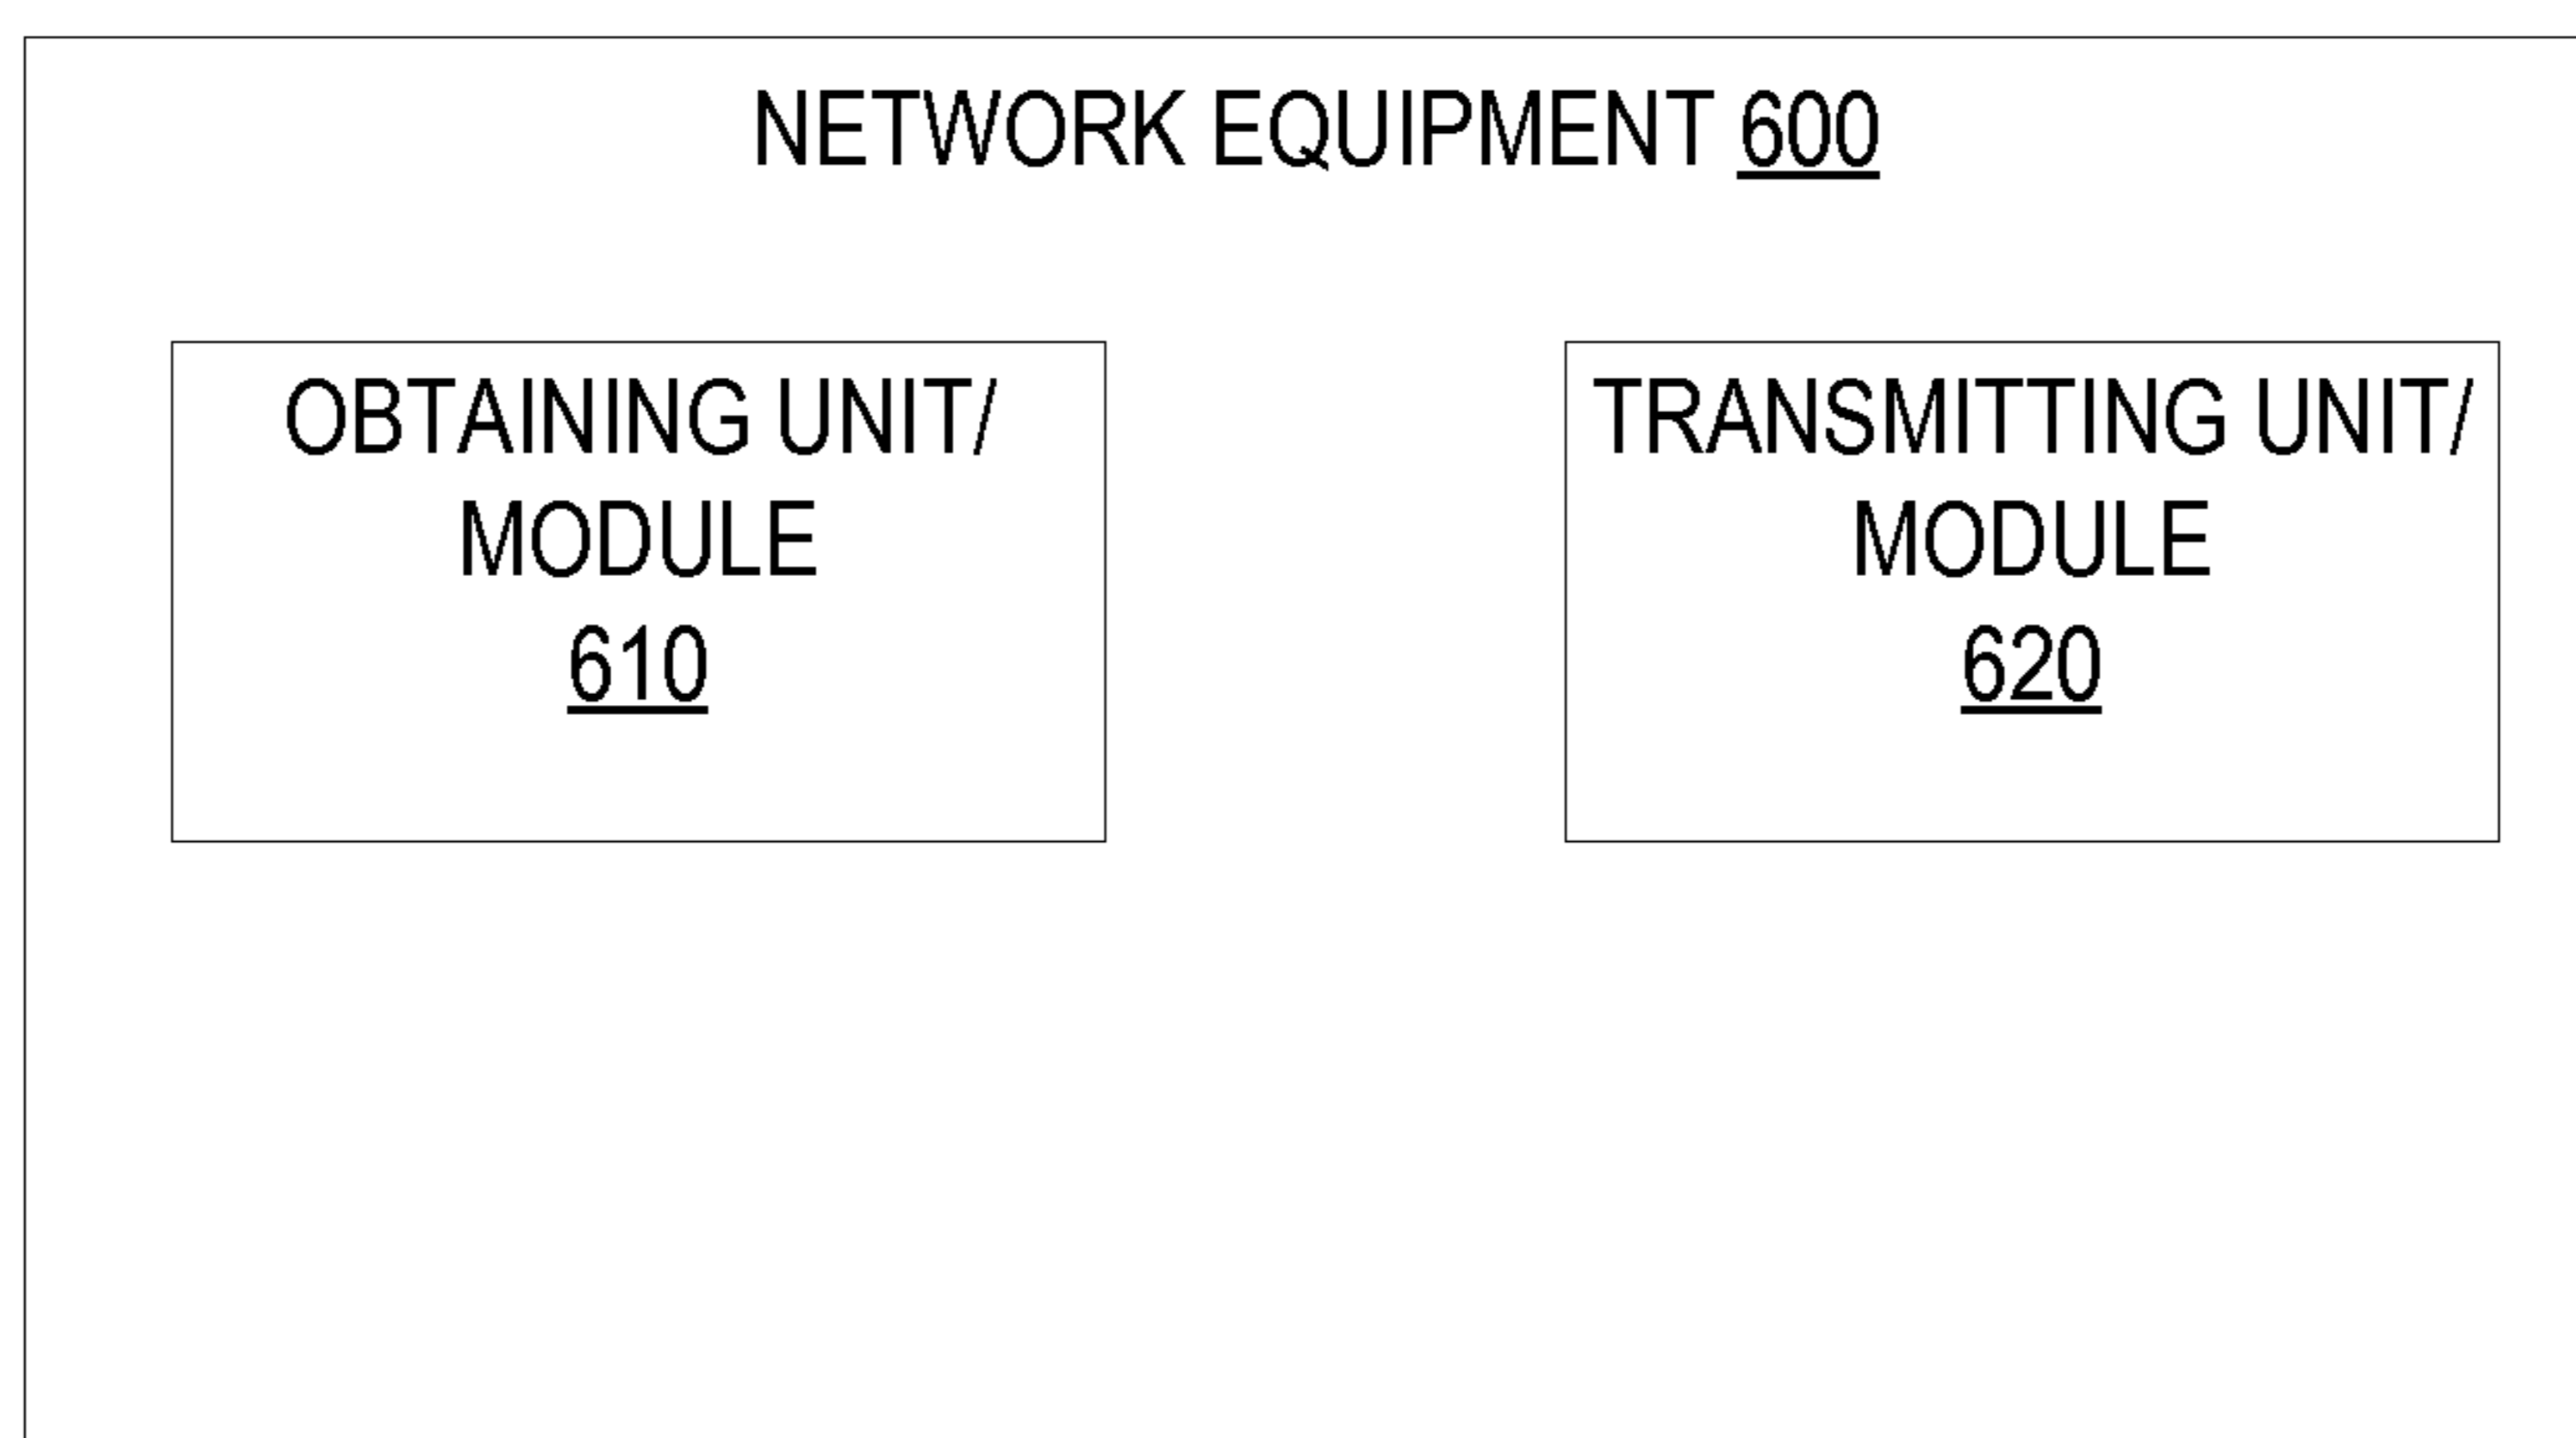 NETWORK EQUIPMENT 600
OBTAINING UNIT/
MODULE
610
TRANSMITTING UNIT/
MODULE
620